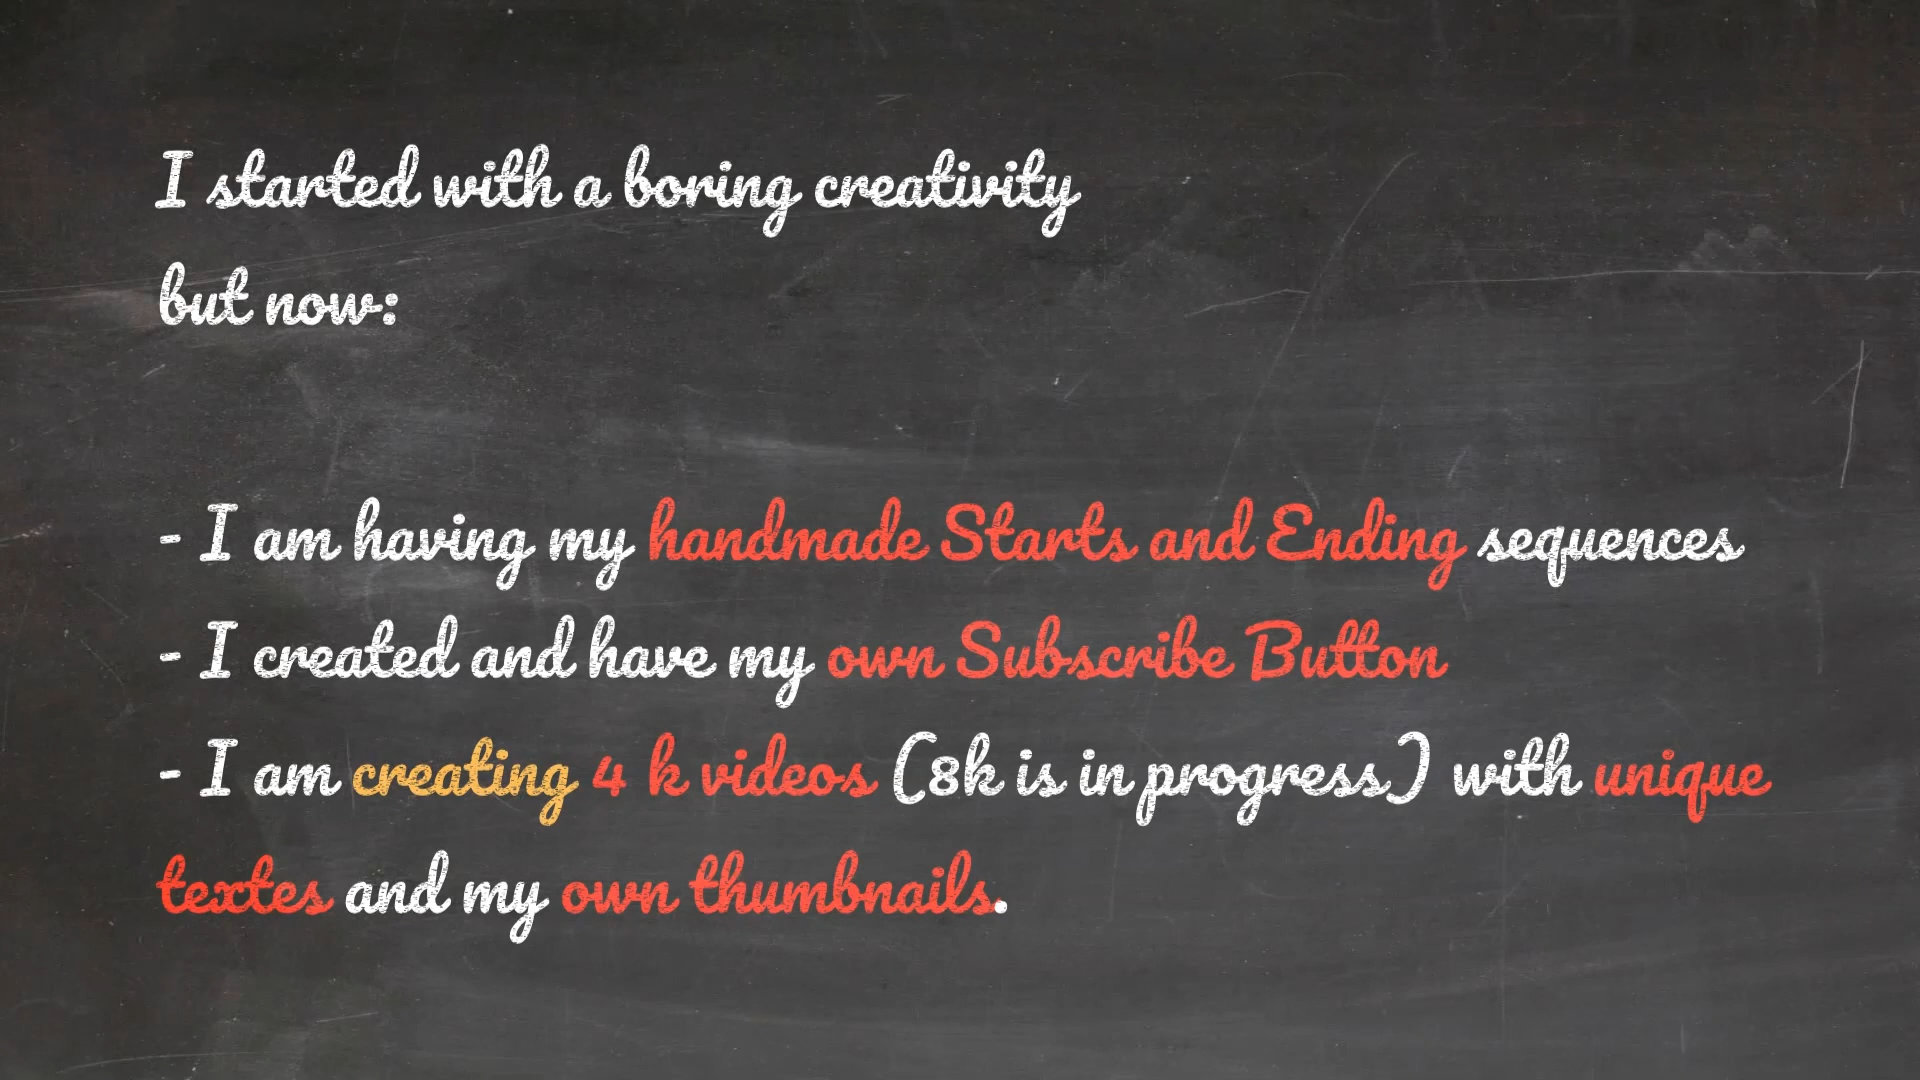 I started with a boring creativity
but now:
- I am having my handmade Starts and Ending sequences
- I created and have my own Subscribe Button
- I am creating 4 k videos (8k is in progress) with unique
textes and my own thumbnails.